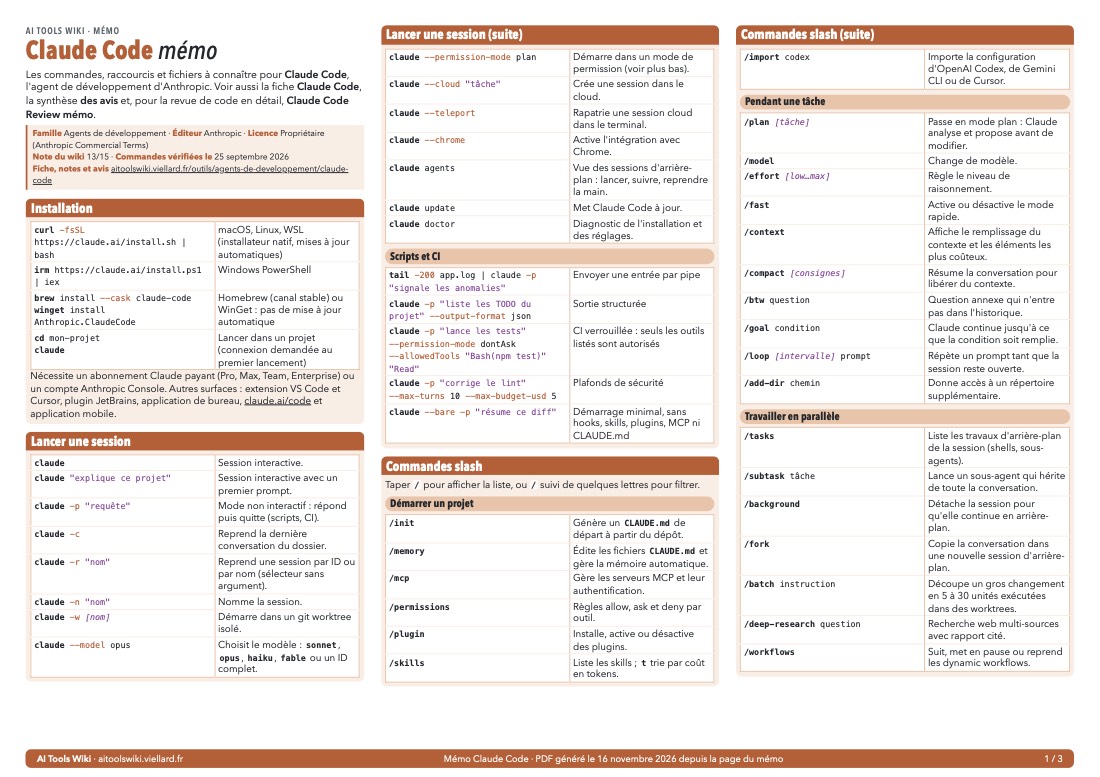 AI TOOLS WIKI · MÉMO
Claude Code mémo
Les commandes, raccourcis et fichiers à connaître pour Claude Code,
l'agent de développement d'Anthropic. Voir aussi la fiche Claude Code,
la synthèse des avis et, pour la revue de code en détail, Claude Code
Review mémo.
Famille Agents de développement · Éditeur Anthropic · Licence Propriétaire
(Anthropic Commercial Terms)
Note du wiki 13/15 · Commandes vérifiées le 25 septembre 2026
Fiche, notes et avis aitoolswiki.viellard.fr/outils/agents-de-developpement/claude-
code
Installation
curl -fsSL
https://claude.ai/install.sh |
bash
macOS, Linux, WSL
(installateur natif, mises à jour
automatiques)
irm https://claude.ai/install.ps1
| iex
Windows PowerShell
brew install --cask claude-code
winget install
Anthropic.ClaudeCode
Homebrew (canal stable) ou
WinGet : pas de mise à jour
automatique
cd mon-projet
claude
Lancer dans un projet
(connexion demandée au
premier lancement)
Nécessite un abonnement Claude payant (Pro, Max, Team, Enterprise) ou
un compte Anthropic Console. Autres surfaces : extension VS Code et
Cursor, plugin JetBrains, application de bureau, claude.ai/code et
application mobile.
Lancer une session
claude
Session interactive.
claude "explique ce projet"
Session interactive avec un
premier prompt.
claude -p "requête"
Mode non interactif : répond
puis quitte (scripts, CI).
claude -c
Reprend la dernière
conversation du dossier.
claude -r "nom"
Reprend une session par ID ou
par nom (sélecteur sans
argument).
claude -n "nom"
Nomme la session.
claude -w [nom]
Démarre dans un git worktree
isolé.
claude --model opus
Choisit le modèle : sonnet,
opus, haiku, fable ou un ID
complet.
Lancer une session (suite)
claude --permission-mode plan
Démarre dans un mode de
permission (voir plus bas).
claude --cloud "tâche"
Crée une session dans le
cloud.
claude --teleport
Rapatrie une session cloud
dans le terminal.
claude --chrome
Active l'intégration avec
Chrome.
claude agents
Vue des sessions d'arrière-
plan : lancer, suivre, reprendre
la main.
claude update
Met Claude Code à jour.
claude doctor
Diagnostic de l'installation et
des réglages.
Scripts et CI
tail -200 app.log | claude -p
"signale les anomalies"
Envoyer une entrée par pipe
claude -p "liste les TODO du
projet" --output-format json
Sortie structurée
claude -p "lance les tests"
--permission-mode dontAsk
--allowedTools "Bash(npm test)"
"Read"
CI verrouillée : seuls les outils
listés sont autorisés
claude -p "corrige le lint"
--max-turns 10 --max-budget-usd 5
Plafonds de sécurité
claude --bare -p "résume ce diff"
Démarrage minimal, sans
hooks, skills, plugins, MCP ni
CLAUDE.md
Commandes slash
Taper / pour afficher la liste, ou / suivi de quelques lettres pour filtrer.
Démarrer un projet
/init
Génère un CLAUDE.md de
départ à partir du dépôt.
/memory
Édite les fichiers CLAUDE.md et
gère la mémoire automatique.
/mcp
Gère les serveurs MCP et leur
authentification.
/permissions
Règles allow, ask et deny par
outil.
/plugin
Installe, active ou désactive
des plugins.
/skills
Liste les skills ; t trie par coût
en tokens.
Commandes slash (suite)
/import codex
Importe la configuration
d'OpenAI Codex, de Gemini
CLI ou de Cursor.
Pendant une tâche
/plan [tâche]
Passe en mode plan : Claude
analyse et propose avant de
modifier.
/model
Change de modèle.
/effort [low…max]
Règle le niveau de
raisonnement.
/fast
Active ou désactive le mode
rapide.
/context
Affiche le remplissage du
contexte et les éléments les
plus coûteux.
/compact [consignes]
Résume la conversation pour
libérer du contexte.
/btw question
Question annexe qui n'entre
pas dans l'historique.
/goal condition
Claude continue jusqu'à ce
que la condition soit remplie.
/loop [intervalle] prompt
Répète un prompt tant que la
session reste ouverte.
/add-dir chemin
Donne accès à un répertoire
supplémentaire.
Travailler en parallèle
/tasks
Liste les travaux d'arrière-plan
de la session (shells, sous-
agents).
/subtask tâche
Lance un sous-agent qui hérite
de toute la conversation.
/background
Détache la session pour
qu'elle continue en arrière-
plan.
/fork
Copie la conversation dans
une nouvelle session d'arrière-
plan.
/batch instruction
Découpe un gros changement
en 5 à 30 unités exécutées
dans des worktrees.
/deep-research question
Recherche web multi-sources
avec rapport cité.
/workflows
Suit, met en pause ou reprend
les dynamic workflows.
AI Tools Wiki · aitoolswiki.viellard.fr
Mémo Claude Code · PDF généré le 16 novembre 2026 depuis la page du mémo
1 / 3